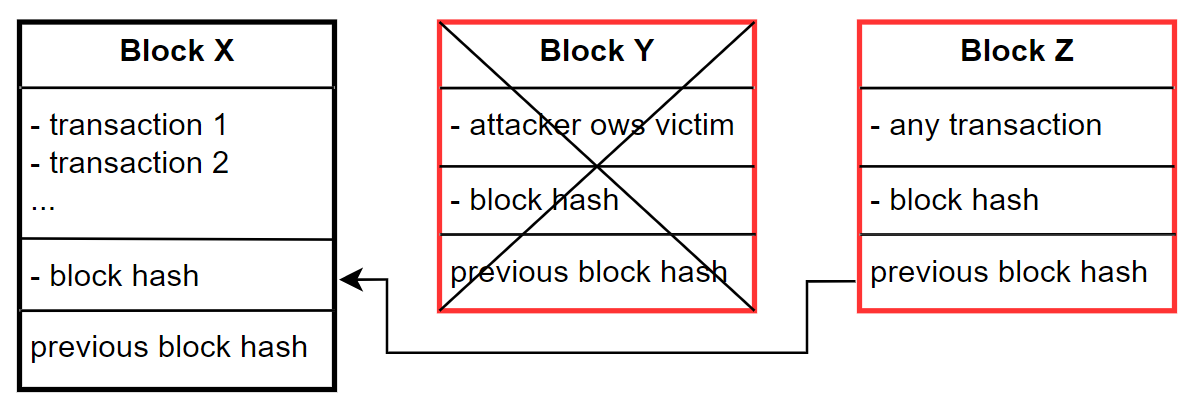 Block X
- transaction 1
- transaction 2
...
- block hash
previous block hash
Block Y
- attacker ows victim
- block hash
previous block hash
Block Z
- any transaction
- block hash
previous block hash